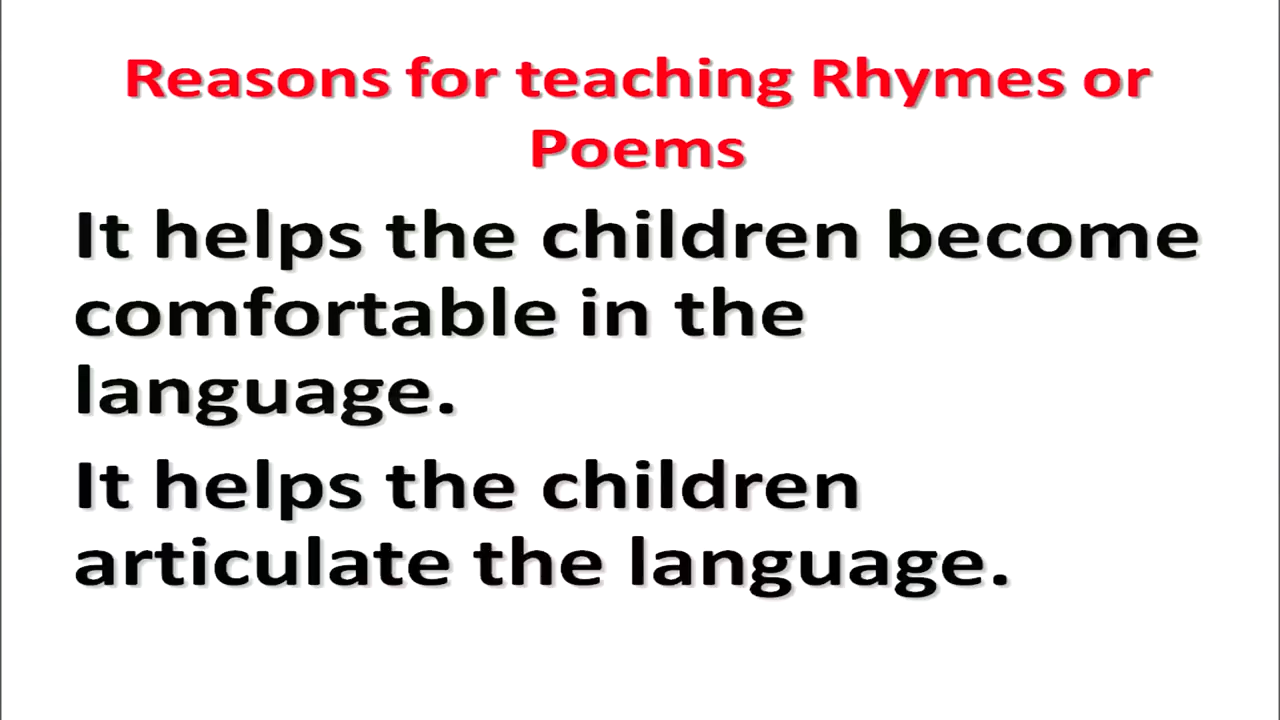 Reasons for teaching Rhymes or
Poems
It helps the children become
comfortable in the
language.
It helps the children
articulate the language.